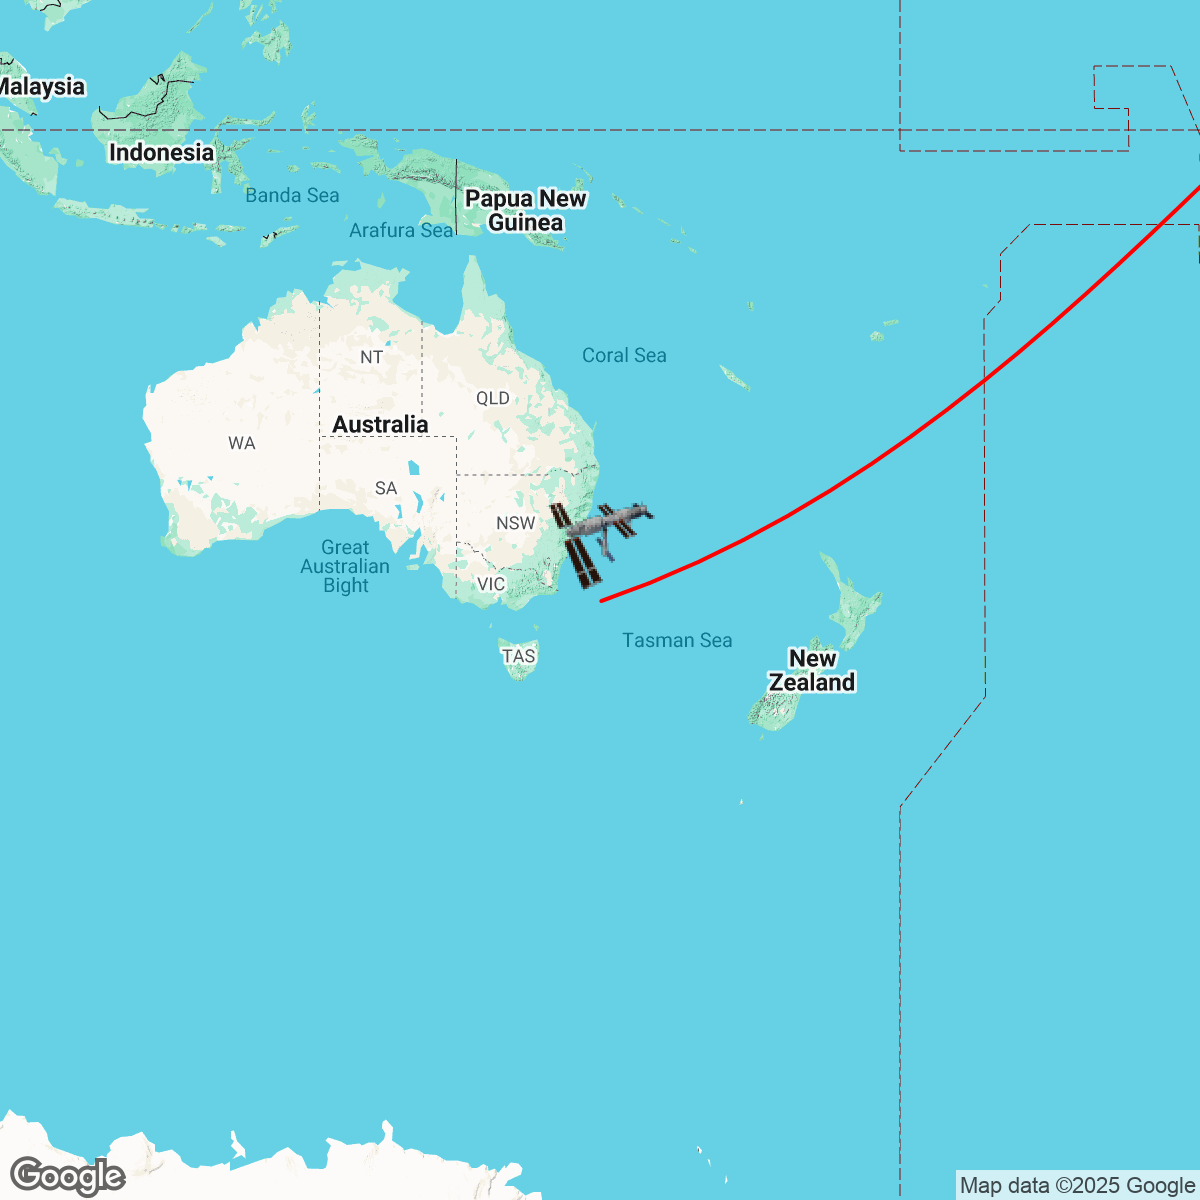 Malaysia
Indonesia
Banda Sea
Papua New
Guinea
Arafura Sea
Coral Sea
NT
QLD
Australia
WA
SA
NSW
Great
Australian
Bight
VIC
TAS
Tasman Sea
New
Zealand
Google
Map data ©2025 Google